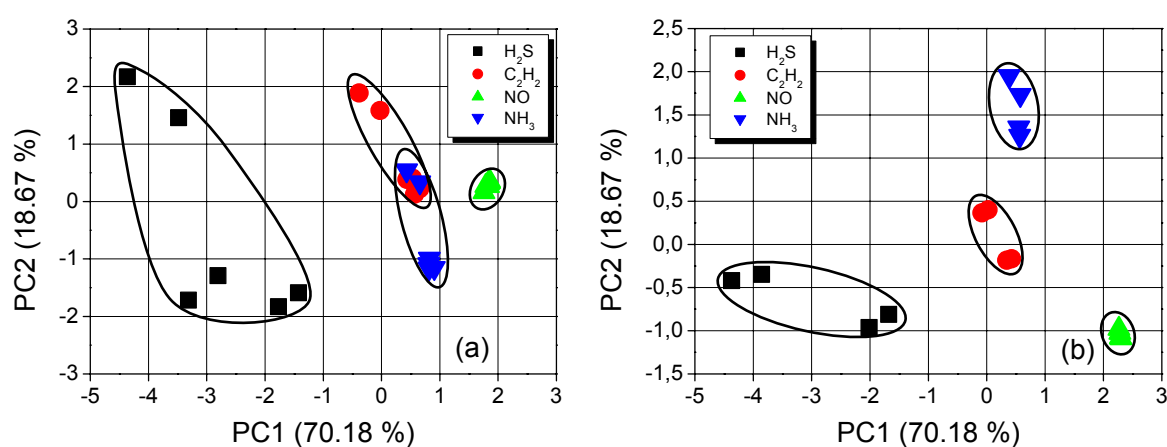 3
2
1
0
-1
-2
-3
-5 -4 -3 -2 -1 0 1 2 3
PC2 (18.67 %)
PC1 (70.18 %)
H₂S
C₂H₂
NO
NH₃
(a)
2,5
2,0
1,5
1,0
0,5
0,0
-0,5
-1,0
-1,5
-5 -4 -3 -2 -1 0 1 2 3
PC2 (18.67 %)
PC1 (70.18 %)
H₂S
C₂H₂
NO
NH₃
(b)